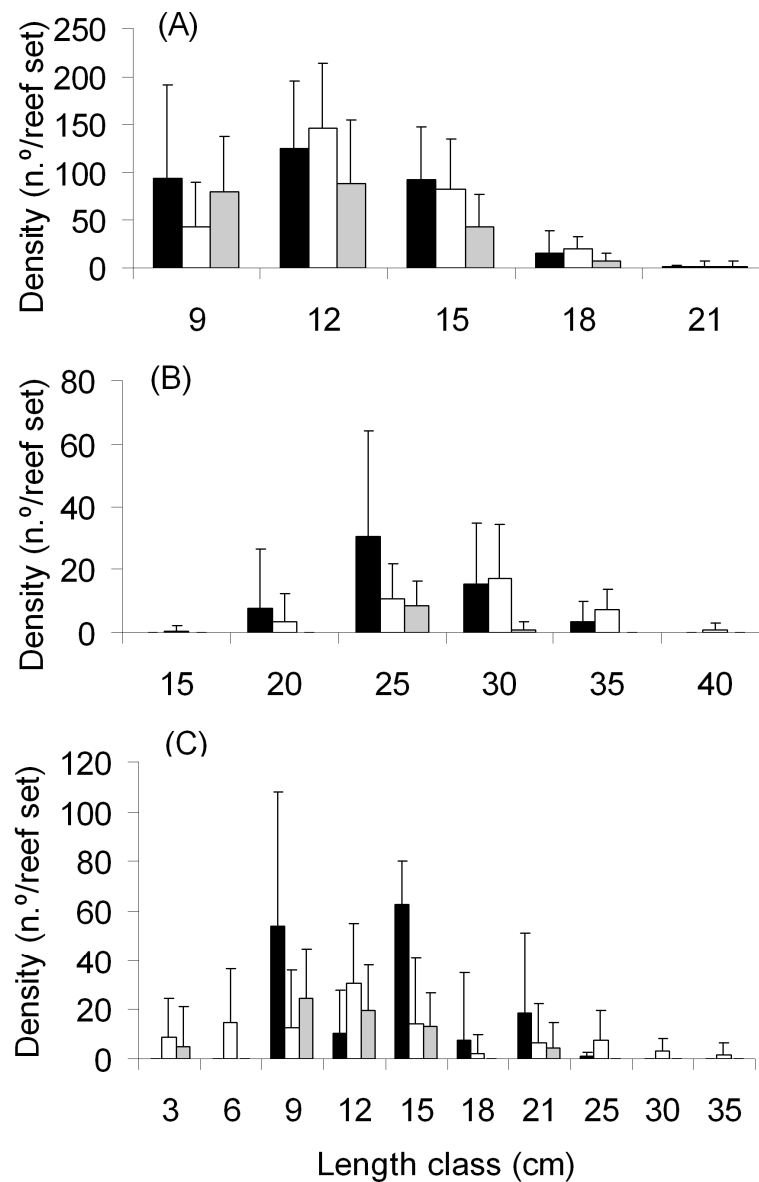 (A)
Density (n.º/reef set)
250
200
150
100
50
0
9 12 15 18 21
(B)
Density (n.º/reef set)
80
60
40
20
0
15 20 25 30 35 40
(C)
Density (n.º/reef set)
120
100
80
60
40
20
0
3 6 9 12 15 18 21 25 30 35
Length class (cm)